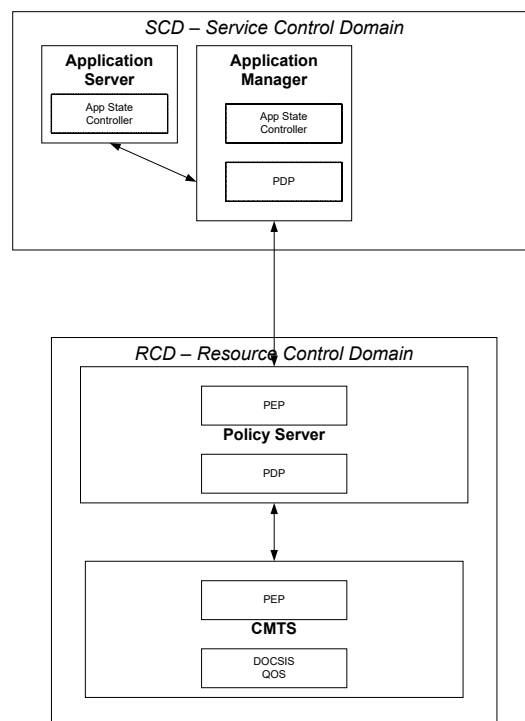 SCD – Service Control Domain
Application
Server
App State
Controller
Application
Manager
App State
Controller
PDP
RCD – Resource Control Domain
PEP
Policy Server
PDP
PEP
CMTS
DOCSIS
QOS